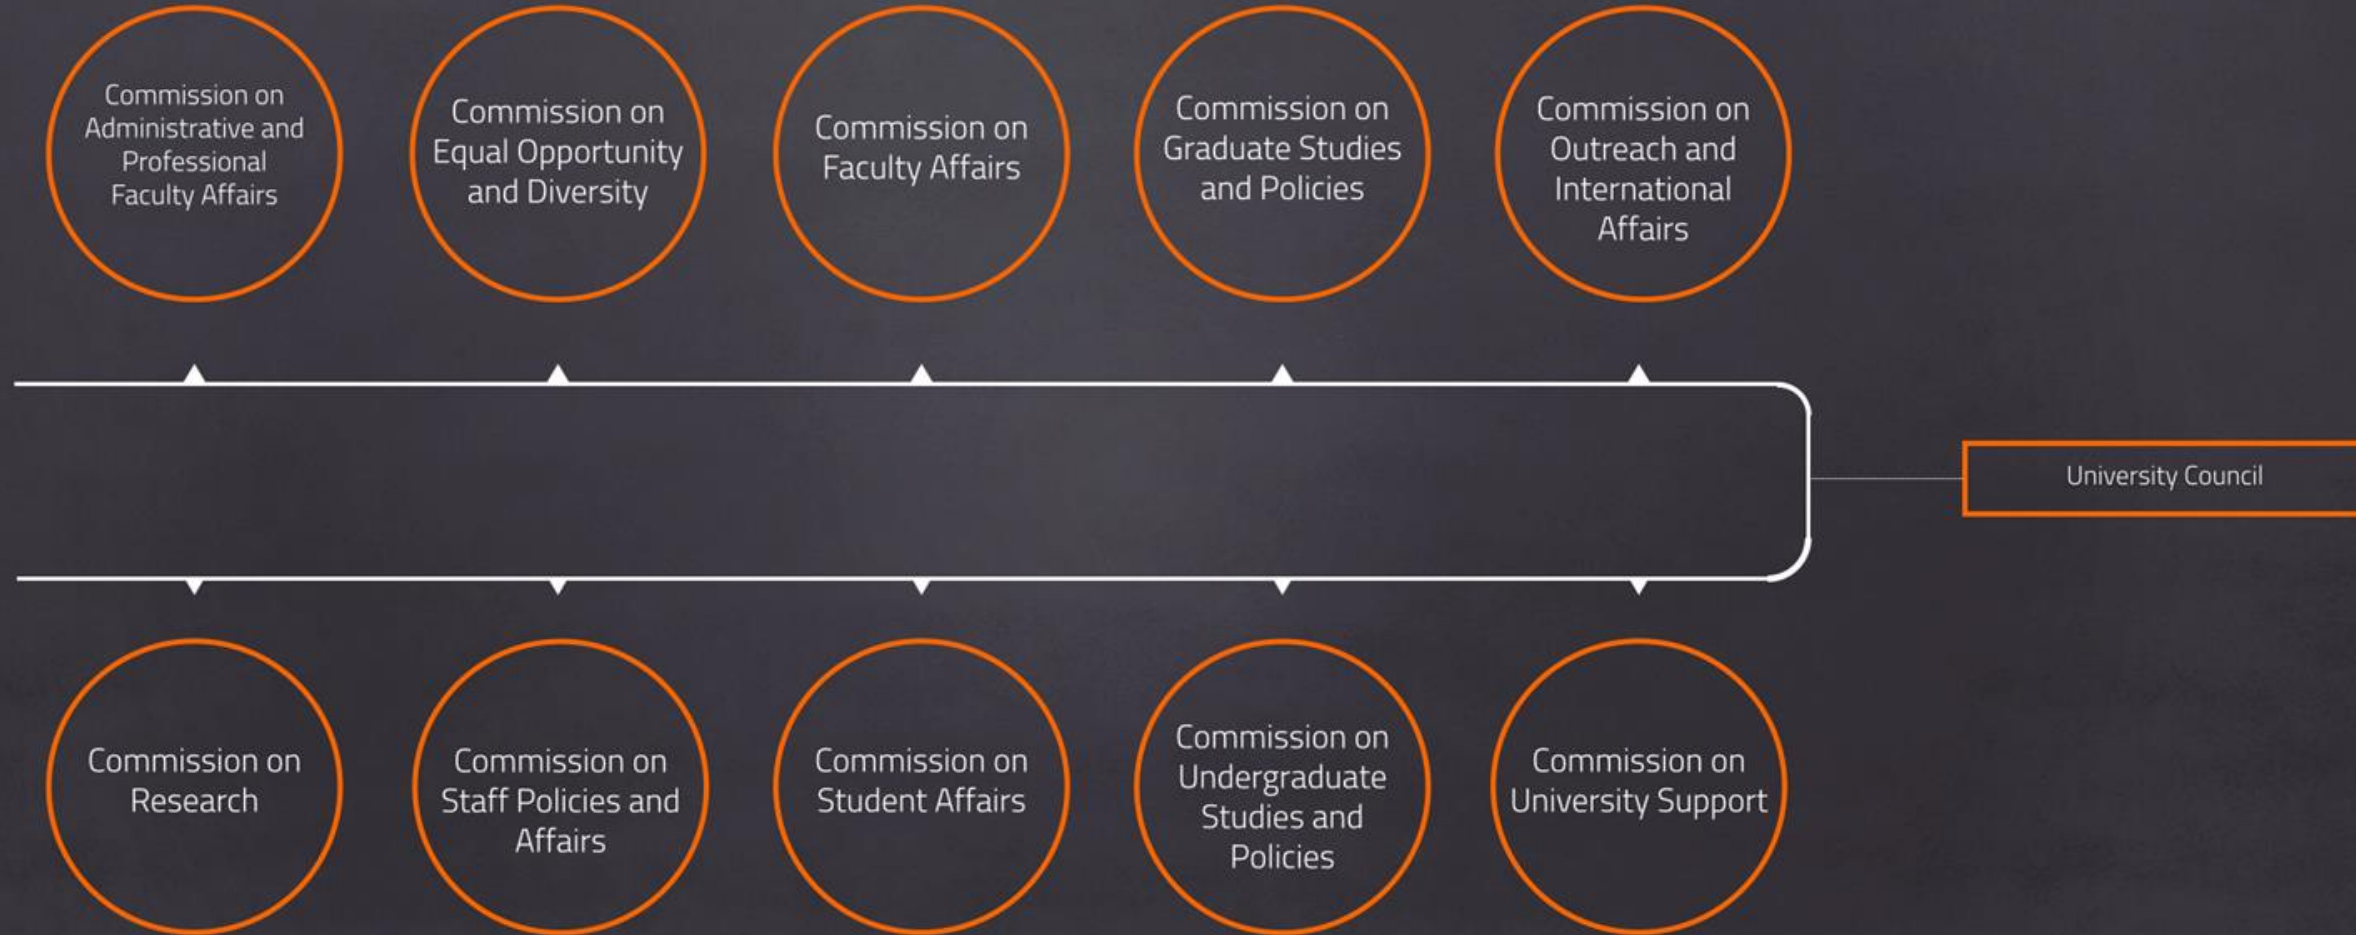 Commission on
Administrative and
Professional
Faculty Affairs
Commission on
Equal Opportunity
and Diversity
Commission on
Faculty Affairs
Commission on
Graduate Studies
and Policies
Commission on
Outreach and
International
Affairs
University Council
Commission on
Research
Commission on
Staff Policies and
Affairs
Commission on
Student Affairs
Commission on
Undergraduate
Studies and
Policies
Commission on
University Support